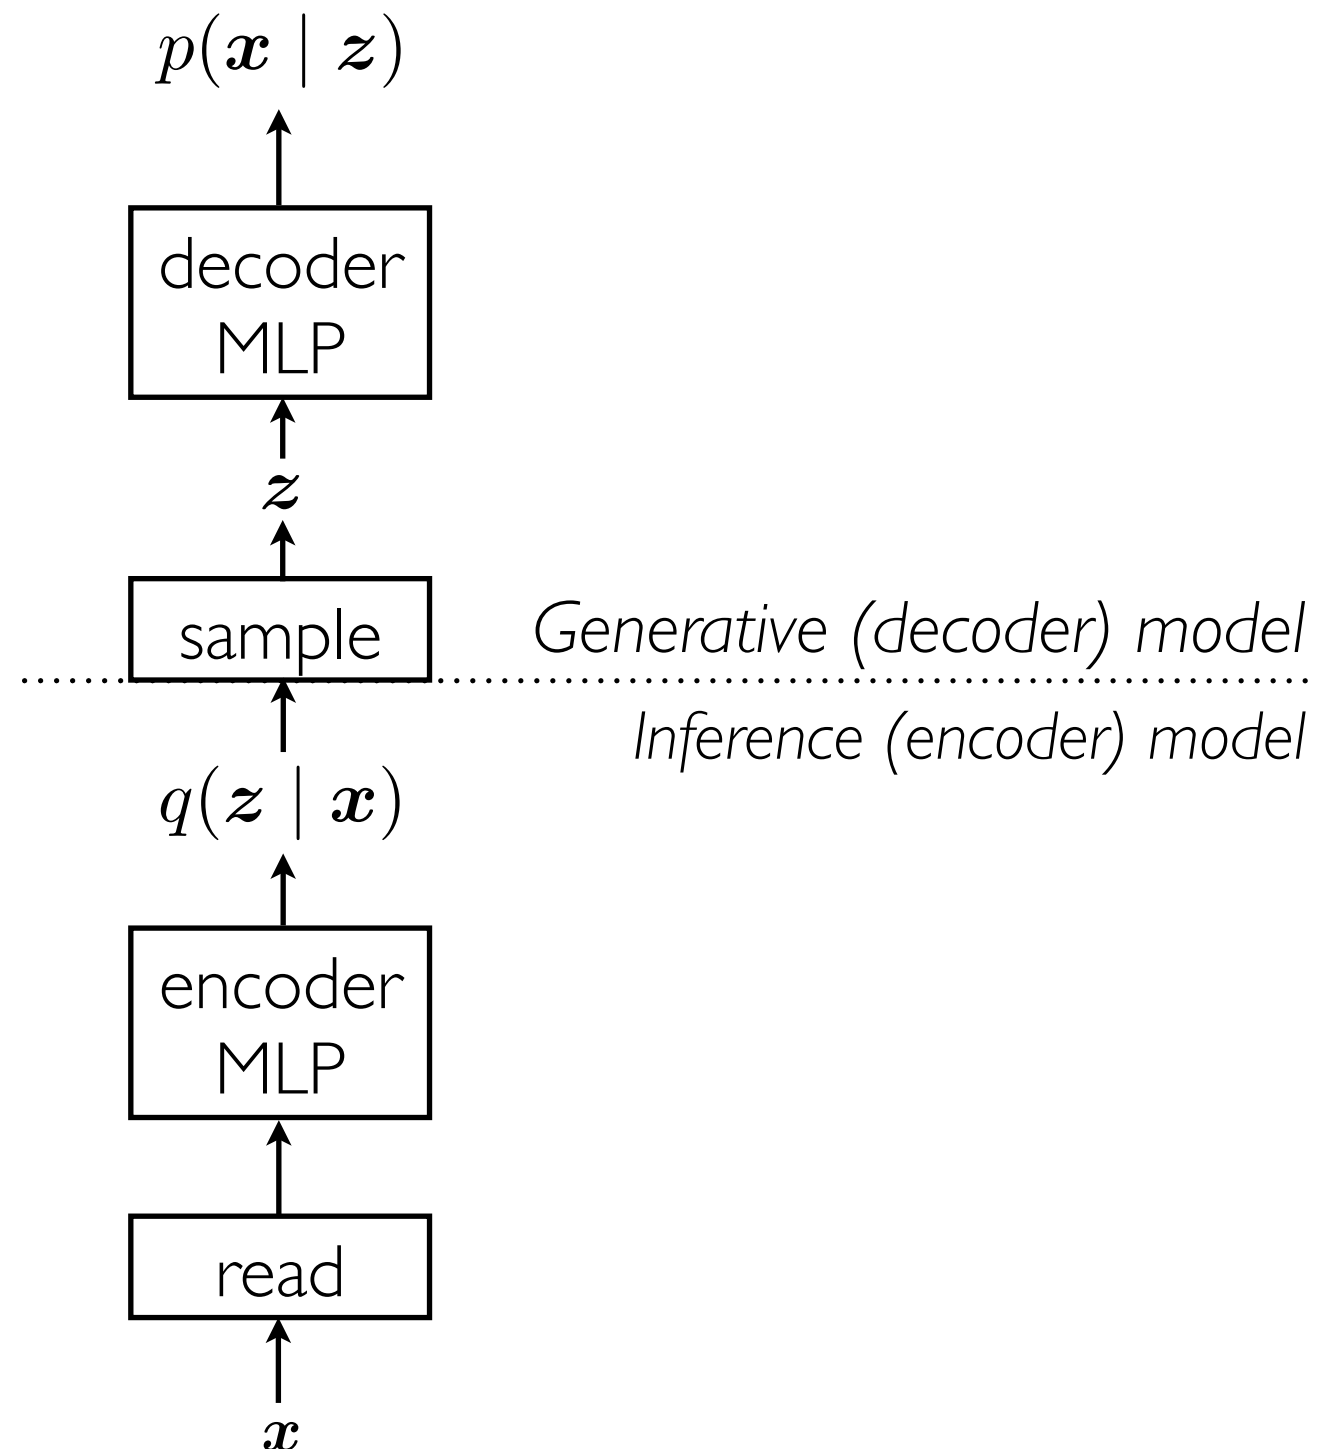 p(x | z)
decoder
MLP
z
sample
Generative (decoder) model
Inference (encoder) model
q(z | x)
encoder
MLP
read
x